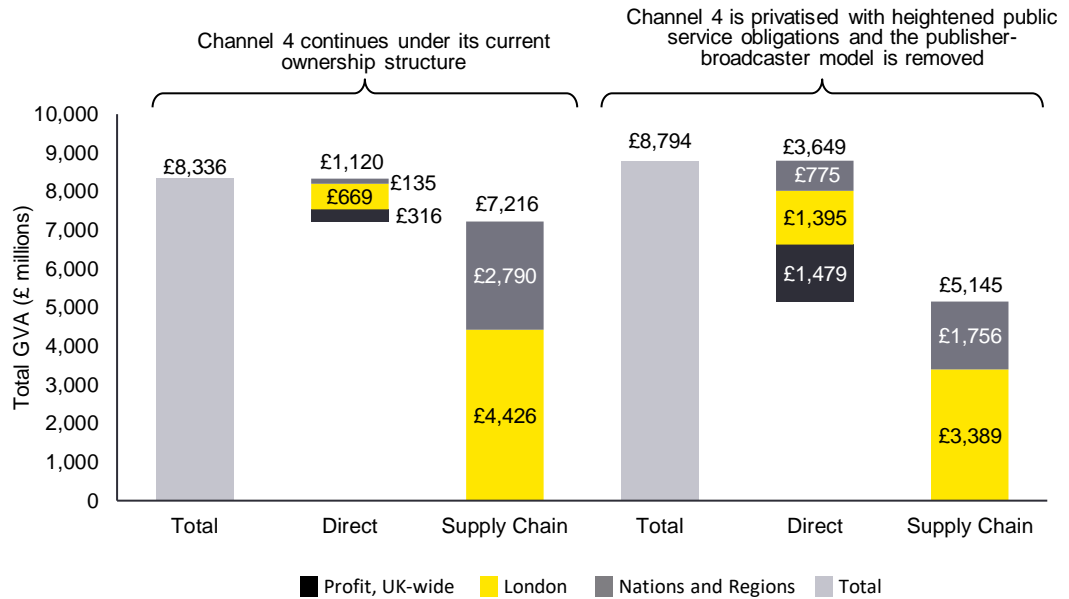 Channel 4 continues under its current
ownership structure
Channel 4 is privatised with heightened public
service obligations and the publisher-
broadcaster model is removed
Total GVA (£ millions)
10,000
9,000
8,000
7,000
6,000
5,000
4,000
3,000
2,000
1,000
0
£8,336
£1,120
£135
£669
£316
£7,216
£2,790
£4,426
£8,794
£3,649
£775
£1,395
£1,479
£5,145
£1,756
£3,389
Total
Direct
Supply Chain
Total
Direct
Supply Chain
Profit, UK-wide
London
Nations and Regions
Total